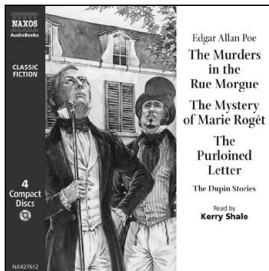 NAXOS
AudioBooks
CLASSIC
FICTION
4
Compact
Discs
NA427612
Edgar Allan Poe
The Murders
in the
Rue Morgue
The Mystery
of Marie Rogêt
The
Purloined
Letter
The Dupin Stories
Read by
Kerry Shale